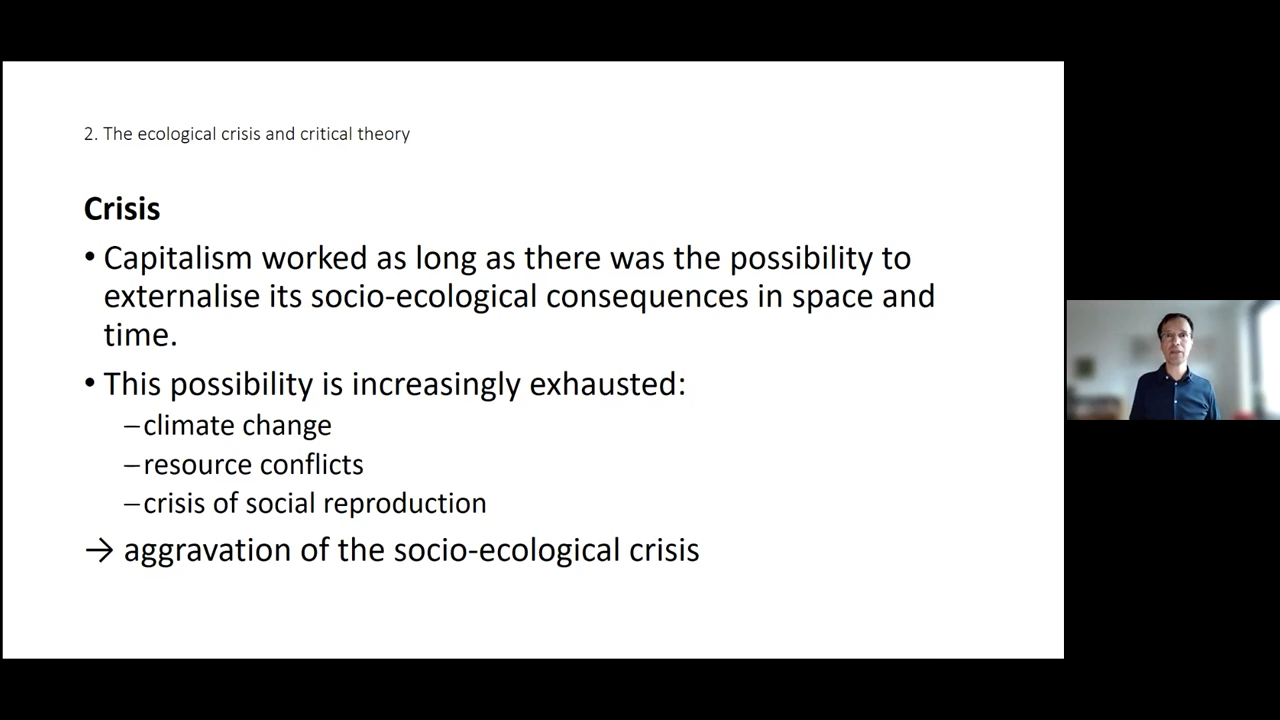 2. The ecological crisis and critical theory
Crisis
• Capitalism worked as long as there was the possibility to
externalise its socio-ecological consequences in space and
time.
• This possibility is increasingly exhausted:
–climate change
–resource conflicts
–crisis of social reproduction
→ aggravation of the socio-ecological crisis